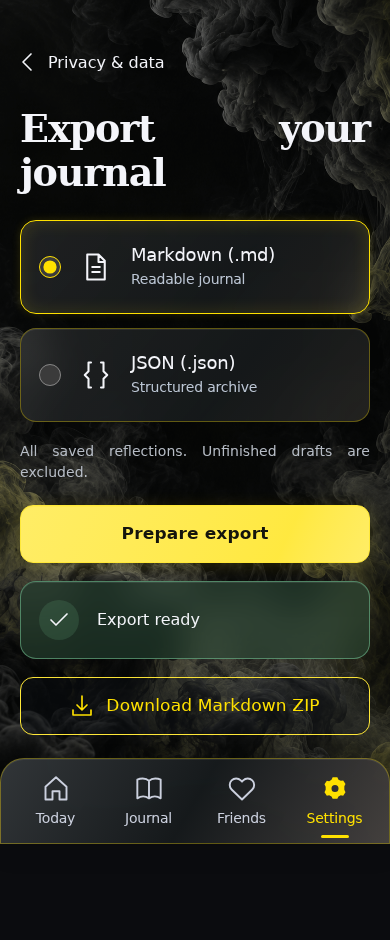 Privacy & data
Export your
journal
Markdown (.md)
Readable journal
JSON (.json)
Structured archive
All saved reflections. Unfinished drafts are
excluded.
Prepare export
Export ready
Download Markdown ZIP
Today Journal Friends Settings